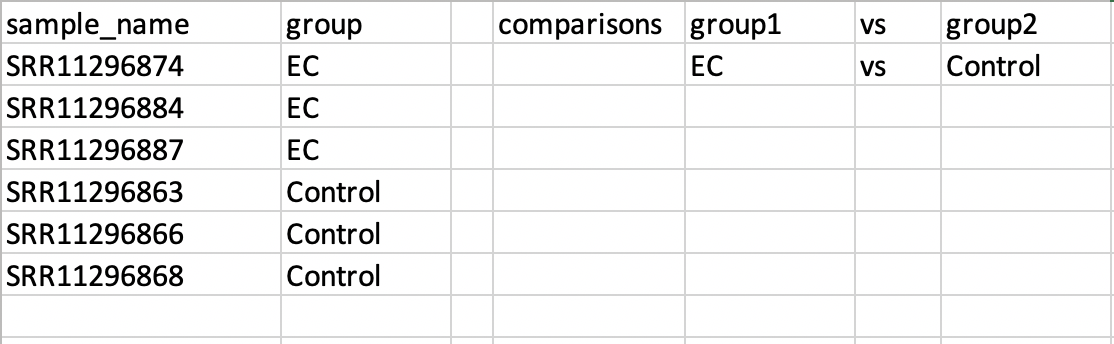 sample_name group comparisons group1 vs group2
SRR11296874 EC EC vs Control
SRR11296884 EC
SRR11296887 EC
SRR11296863 Control
SRR11296866 Control
SRR11296868 Control